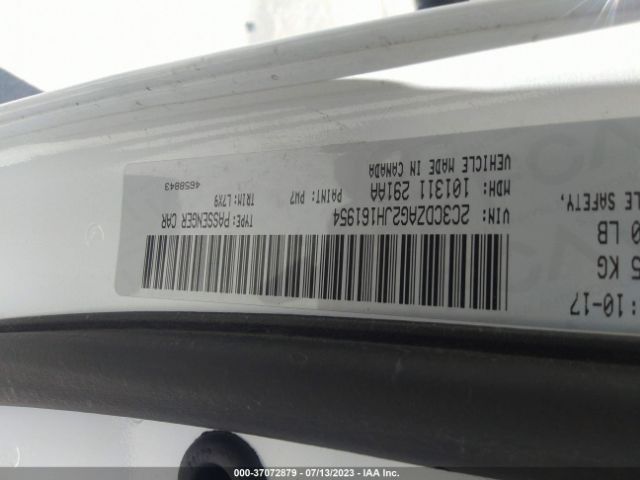 LE SAFETY,
0 LB
5 KG
: 10-17
VIN: 2C3CDZAG2JH161954
TYPE: PASSENGER CAR
MDH: 101311 291AA
PAINT: PW7
TRIM: L7X9
VEHICLE MADE IN CANADA
4658843
000-37072879 - 07/13/2023 - IAA Inc.